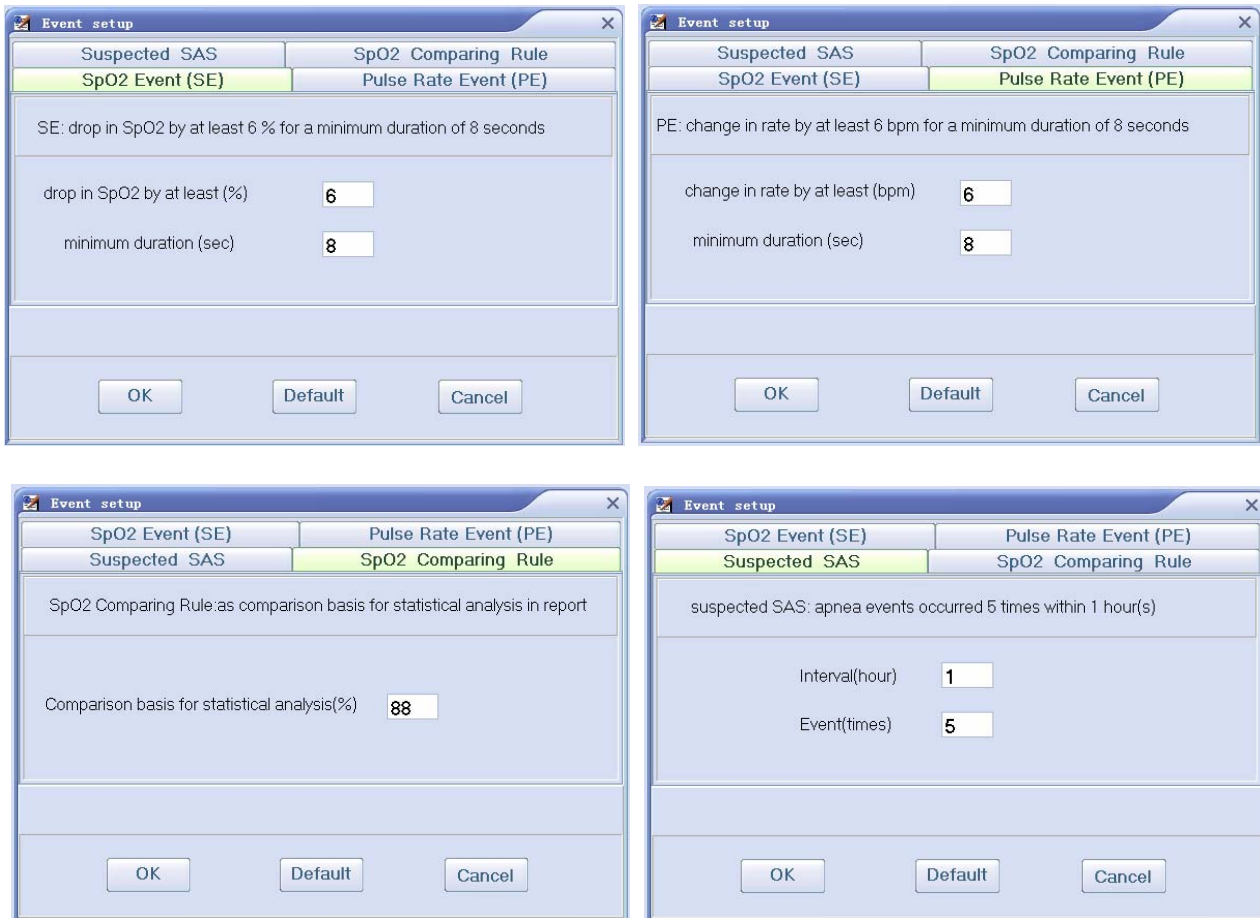 Event setup
Suspected SAS
SpO2 Comparing Rule
SpO2 Event (SE)
Pulse Rate Event (PE)
SE: drop in SpO2 by at least 6 % for a minimum duration of 8 seconds
drop in SpO2 by at least (%)
6
minimum duration (sec)
8
OK
Default
Cancel
Event setup
Suspected SAS
SpO2 Comparing Rule
SpO2 Event (SE)
Pulse Rate Event (PE)
PE: change in rate by at least 6 bpm for a minimum duration of 8 seconds
change in rate by at least (bpm)
6
minimum duration (sec)
8
OK
Default
Cancel
Event setup
SpO2 Event (SE)
Pulse Rate Event (PE)
Suspected SAS
SpO2 Comparing Rule
SpO2 Comparing Rule:as comparison basis for statistical analysis in report
Comparison basis for statistical analysis(%)
88
OK
Default
Cancel
Event setup
SpO2 Event (SE)
Pulse Rate Event (PE)
Suspected SAS
SpO2 Comparing Rule
suspected SAS: apnea events occurred 5 times within 1 hour(s)
Interval(hour)
1
Event(times)
5
OK
Default
Cancel